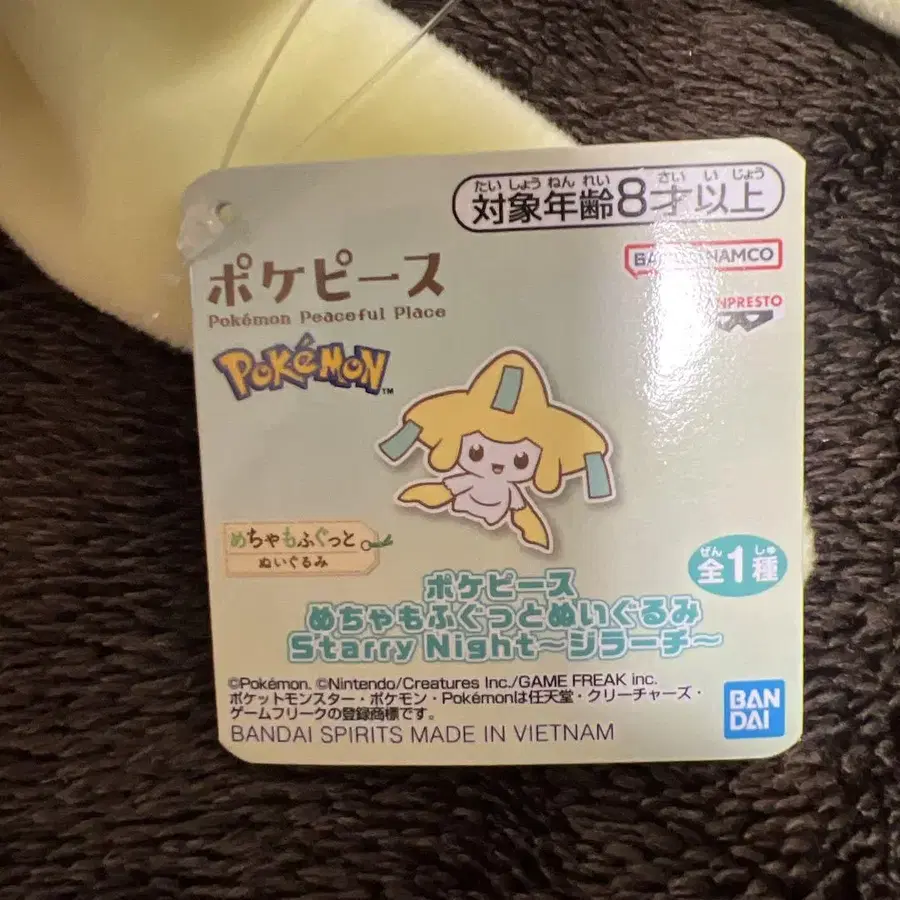 たいしょうねんれい さいいじょう
対象年齢8才以上
ポケピース
Pokémon Peaceful Place
BANDAI NAMCO
BANPRESTO
POKéMON™
めちゃもふぐっと
ぬいぐるみ
ぜん しゅ
全1種
ポケピース
めちゃもふぐっとぬいぐるみ
Starry Night〜ジラーチ〜
©Pokémon. ©Nintendo/Creatures Inc./GAME FREAK inc.
ポケットモンスター・ポケモン・Pokémonは任天堂・クリーチャーズ・
ゲームフリークの登録商標です。
BANDAI SPIRITS MADE IN VIETNAM
BAN
DAI